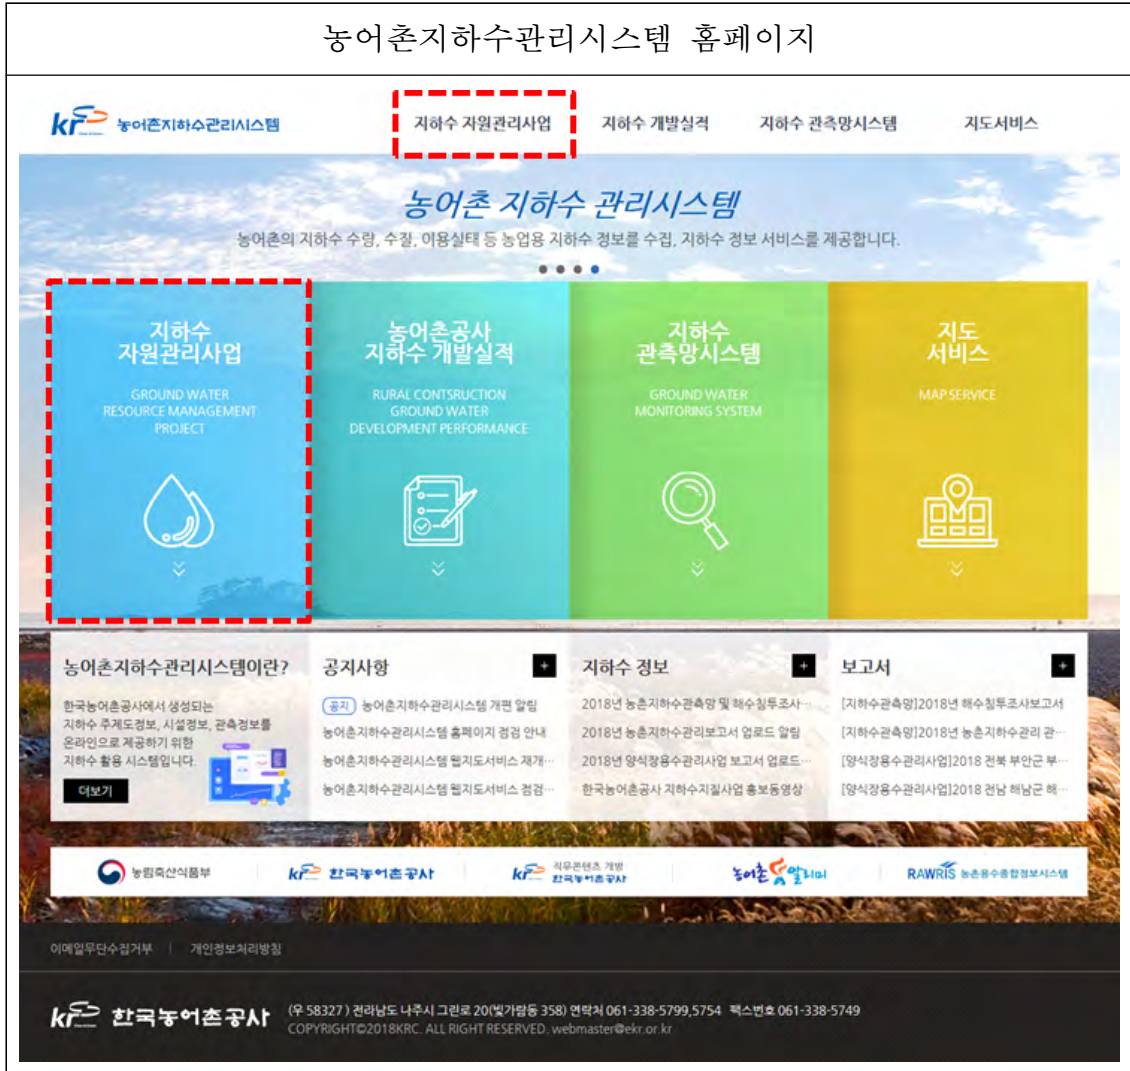 농어촌지하수관리시스템 홈페이지
kr 농어촌지하수관리시스템
지하수 자원관리사업 지하수 개발실적 지하수 관측망시스템 지도서비스
농어촌 지하수 관리시스템
농어촌의 지하수 수량, 수질, 이용실태 등 농업용 지하수 정보를 수집, 지하수 정보 서비스를 제공합니다.
지하수
자원관리사업
GROUND WATER
RESOURCE MANAGEMENT
PROJECT
농어촌공사
지하수 개발실적
RURAL CONTSRUCTION
GROUND WATER
DEVELOPMENT PERFORMANCE
지하수
관측망시스템
GROUND WATER
MONITORING SYSTEM
지도
서비스
MAP SERVICE
농어촌지하수관리시스템이란?
한국농어촌공사에서 생성되는
지하수 주제도정보, 시설정보, 관측정보를
온라인으로 제공하기 위한
지하수 활용 시스템입니다.
더보기
공지사항 +
공지 농어촌지하수관리시스템 개편 알림
농어촌지하수관리시스템 홈페이지 점검 안내
농어촌지하수관리시스템 웹지도서비스 재개…
농어촌지하수관리시스템 웹지도서비스 점검…
지하수 정보 +
2018년 농촌지하수관측망 및 해수침투조사…
2018년 농촌지하수관리보고서 업로드 알림
2018년 양식장용수관리사업 보고서 업로드…
한국농어촌공사 지하수지질사업 홍보동영상
보고서 +
[지하수관측망]2018년 해수침투조사보고서
[지하수관측망]2018년 농촌지하수관리 관…
[양식장용수관리사업]2018 전북 부안군 부…
[양식장용수관리사업]2018 전남 해남군 해…
농림축산식품부
kr 한국농어촌공사
kr 직무콘텐츠 개발
한국농어촌공사
농어촌 알리미
RAWRIS 농촌용수종합정보시스템
이메일무단수집거부 | 개인정보처리방침
kr 한국농어촌공사
(우 58327 ) 전라남도 나주시 그린로 20(빛가람동 358) 연락처 061-338-5799,5754 팩스번호 061-338-5749
COPYRIGHT©2018KRC. ALL RIGHT RESERVED. webmaster@ekr.or.kr